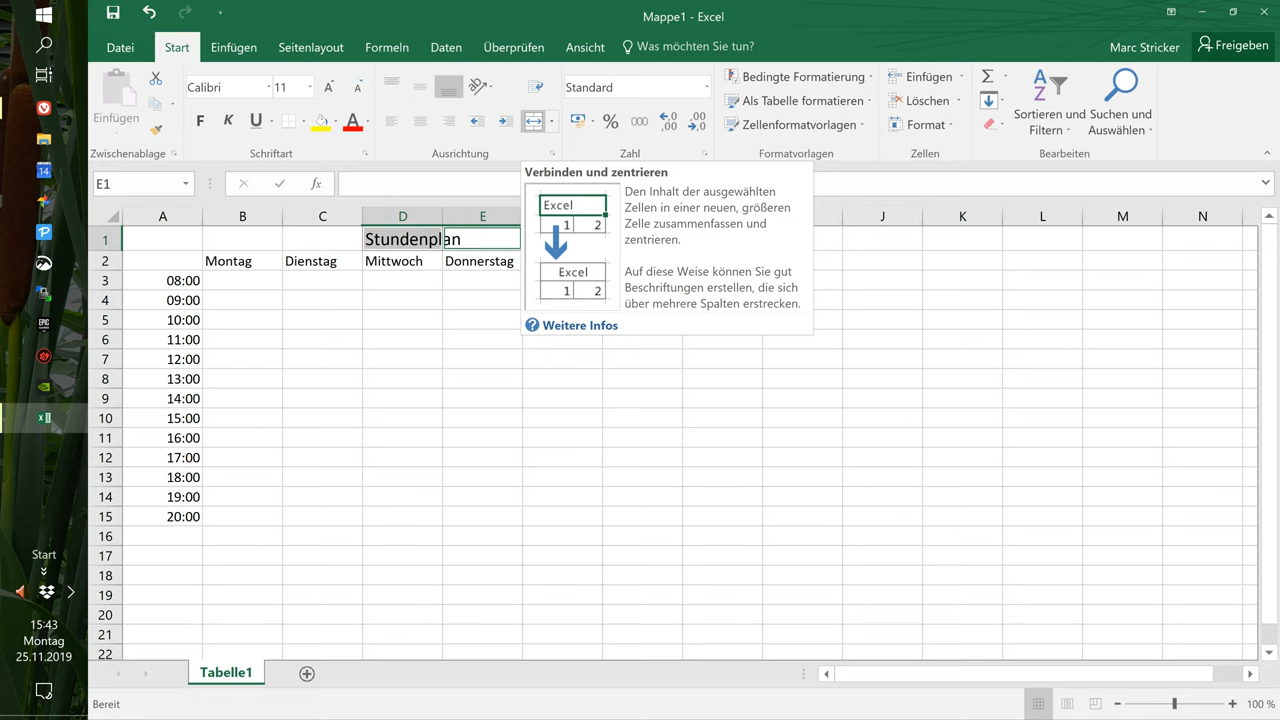 Mappe1 - Excel
Datei Start Einfügen Seitenlayout Formeln Daten Überprüfen Ansicht Was möchten Sie tun? Marc Stricker Freigeben
Einfügen
Calibri 11
F K U
Standard
% 000
Bedingte Formatierung
Als Tabelle formatieren
Zellenformatvorlagen
Einfügen
Löschen
Format
Sortieren und Filtern
Suchen und Auswählen
Zwischenablage Schriftart Ausrichtung Zahl Formatvorlagen Zellen Bearbeiten
E1 fx
Verbinden und zentrieren
Excel
1 2
Excel
1 2
Den Inhalt der ausgewählten
Zellen in einer neuen, größeren
Zelle zusammenfassen und
zentrieren.
Auf diese Weise können Sie gut
Beschriftungen erstellen, die sich
über mehrere Spalten erstrecken.
Weitere Infos
A B C D E J K L M N
1 Stundenplan
2 Montag Dienstag Mittwoch Donnerstag
3 08:00
4 09:00
5 10:00
6 11:00
7 12:00
8 13:00
9 14:00
10 15:00
11 16:00
12 17:00
13 18:00
14 19:00
15 20:00
16
17
18
19
20
21
22
Tabelle1
Bereit
100 %
14
EPIC
Start
15:43
Montag
25.11.2019